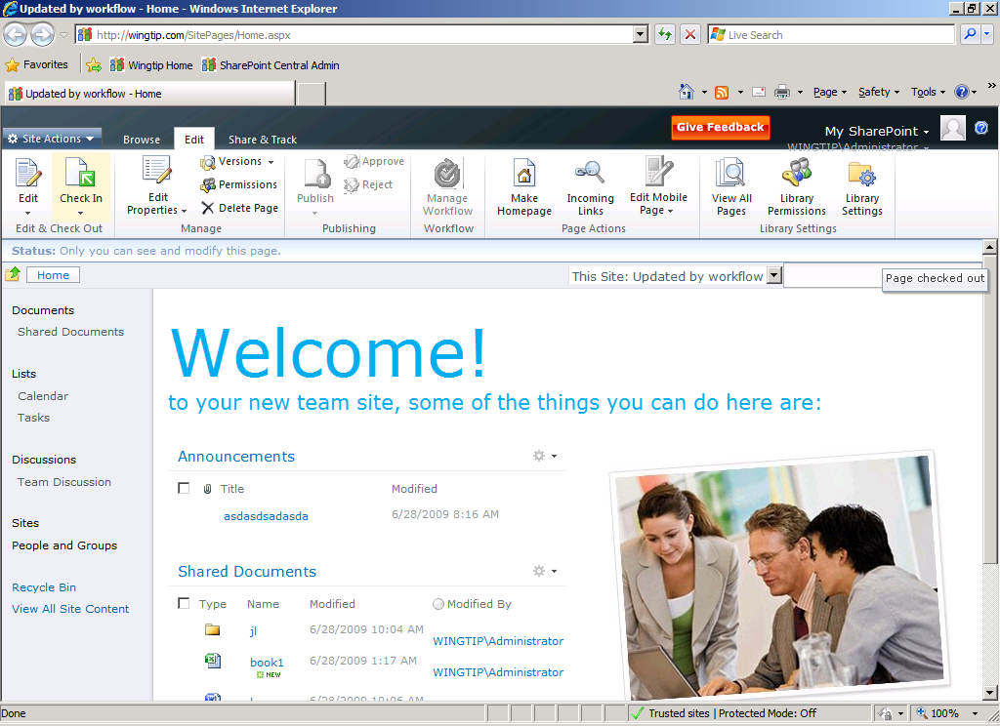 Updated by workflow - Home - Windows Internet Explorer
http://wingtip.com/SitePages/Home.aspx
Live Search
Favorites
Wingtip Home
SharePoint Central Admin
Updated by workflow - Home
Page
Safety
Tools
Give Feedback
My SharePoint
WINGTIP\Administrator
Site Actions
Browse
Edit
Share & Track
Edit
Check In
Edit & Check Out
Edit Properties
Versions
Permissions
Delete Page
Manage
Publish
Approve
Reject
Publishing
Manage Workflow
Workflow
Make Homepage
Incoming Links
Edit Mobile Page
Page Actions
View All Pages
Library Permissions
Library Settings
Library Settings
Status: Only you can see and modify this page.
Home
This Site: Updated by workflow
Page checked out
Documents
Shared Documents
Lists
Calendar
Tasks
Discussions
Team Discussion
Sites
People and Groups
Recycle Bin
View All Site Content
Welcome!
to your new team site, some of the things you can do here are:
Announcements
Title Modified
asdasdsadasda 6/28/2009 8:16 AM
Shared Documents
Type Name Modified Modified By
jl 6/28/2009 10:04 AM WINGTIP\Administrator
book1 NEW 6/28/2009 1:17 AM WINGTIP\Administrator
Done
Trusted sites | Protected Mode: Off
100%